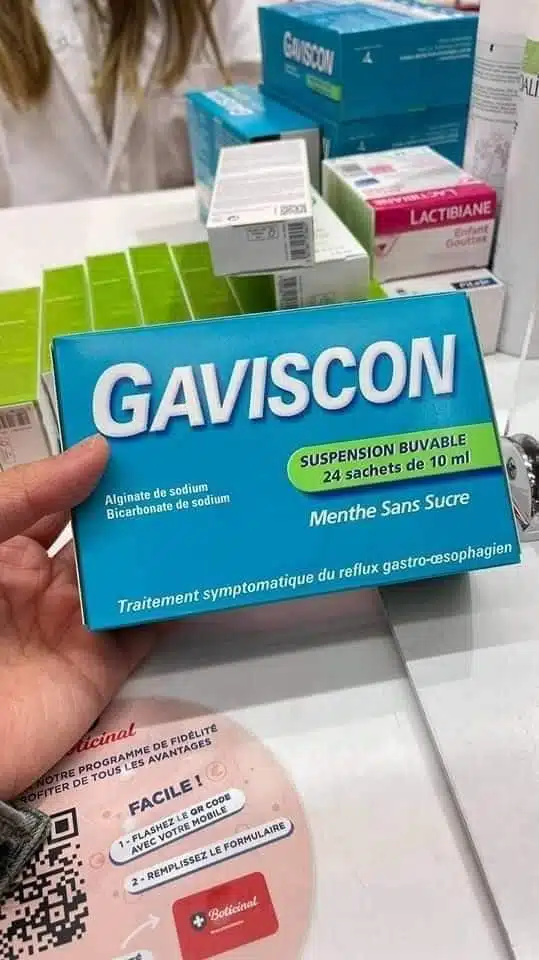 GAVISCON
LACTIBIANE
Enfant
Gouttes
GAVISCON
SUSPENSION BUVABLE
24 sachets de 10 ml
Alginate de sodium
Bicarbonate de sodium
Menthe Sans Sucre
Traitement symptomatique du reflux gastro-œsophagien
NOTRE PROGRAMME DE FIDÉLITÉ
DE TOUS LES AVANTAGES
FACILE !
1 - FLASHEZ LE QR CODE
AVEC VOTRE MOBILE
2 - REMPLISSEZ LE FORMULAIRE
Boticinal